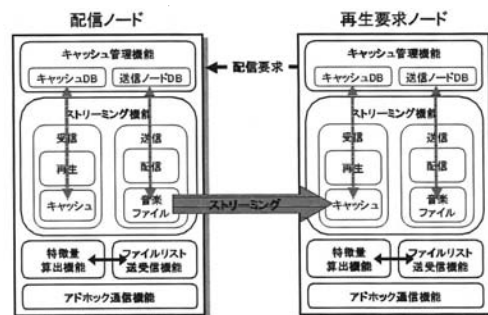 配信ノード
キャッシュ管理機能
キャッシュDB
送信ノードDB
ストリーミング機能
受信
再生
キャッシュ
送信
配信
音楽
ファイル
特徴量
算出機能
ファイルリスト
送受信機能
アドホック通信機能
配信要求
ストリーミング
再生要求ノード
キャッシュ管理機能
キャッシュDB
送信ノードDB
ストリーミング機能
受信
再生
キャッシュ
送信
配信
音楽
ファイル
特徴量
算出機能
ファイルリスト
送受信機能
アドホック通信機能